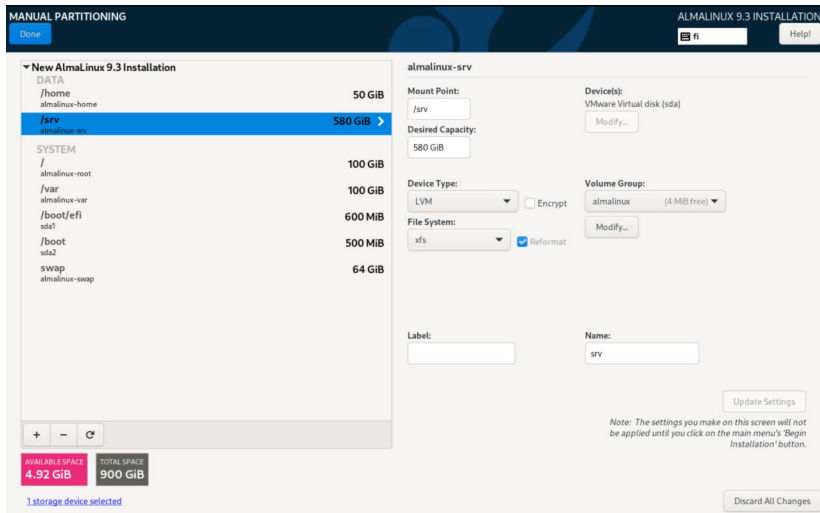 MANUAL PARTITIONING
ALMALINUX 9.3 INSTALLATION
Done
fi
Help!
New AlmaLinux 9.3 Installation
DATA
/home
50 GiB
almalinux-home
/srv
580 GiB
almalinux-srv
SYSTEM
/
100 GiB
almalinux-root
/var
100 GiB
almalinux-var
/boot/efi
600 MiB
sda1
/boot
500 MiB
sda2
swap
64 GiB
almalinux-swap
+ −
AVAILABLE SPACE
4.92 GiB
TOTAL SPACE
900 GiB
1 storage device selected
almalinux-srv
Mount Point:
/srv
Desired Capacity:
580 GiB
Device(s):
VMware Virtual disk (sda)
Modify...
Device Type:
LVM
Encrypt
Volume Group:
almalinux (4 MiB free)
File System:
xfs
Reformat
Modify...
Label:
Name:
srv
Update Settings
Note: The settings you make on this screen will not
be applied until you click on the main menu's 'Begin
Installation' button.
Discard All Changes